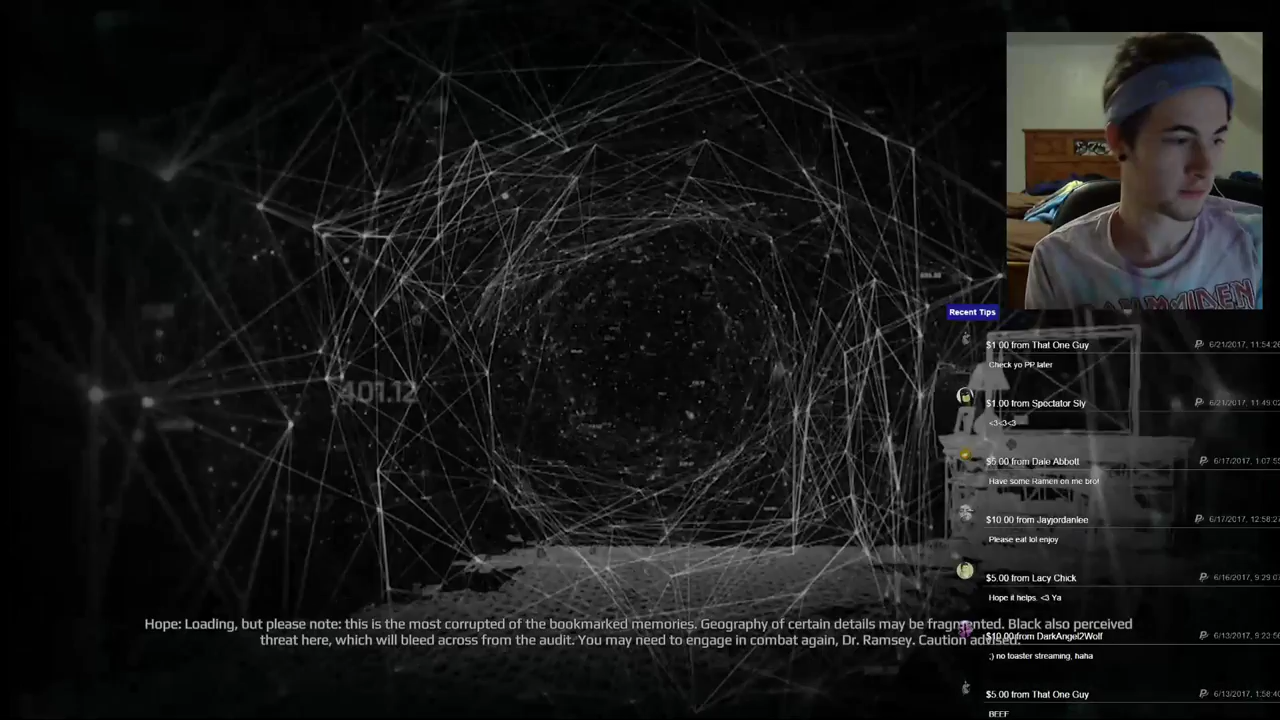 401.12
Recent Tips
$1.00 from That One Guy
Check yo PP later
$1.00 from Spectator Sly
6/21/2017, 11:49:02
<3<3<3
$5.00 from Dale Abbott
6/17/2017, 1:07:55
Have some Ramen on me bro!
$10.00 from Jayjordanlee
6/17/2017, 12:58:27
Please eat lol enjoy
$5.00 from Lacy Chick
6/16/2017, 9:29:07
Hope it helps. <3 Ya
$10.00 from DarkAngel2Wolf
6/13/2017, 9:23:56
;) no toaster streaming, haha
$5.00 from That One Guy
6/13/2017, 1:58:40
BEEF
Hope: Loading, but please note: this is the most corrupted of the bookmarked memories. Geography of certain details may be fragmented. Black also perceived
threat here, which will bleed across from the audit. You may need to engage in combat again, Dr. Ramsey. Caution advised.